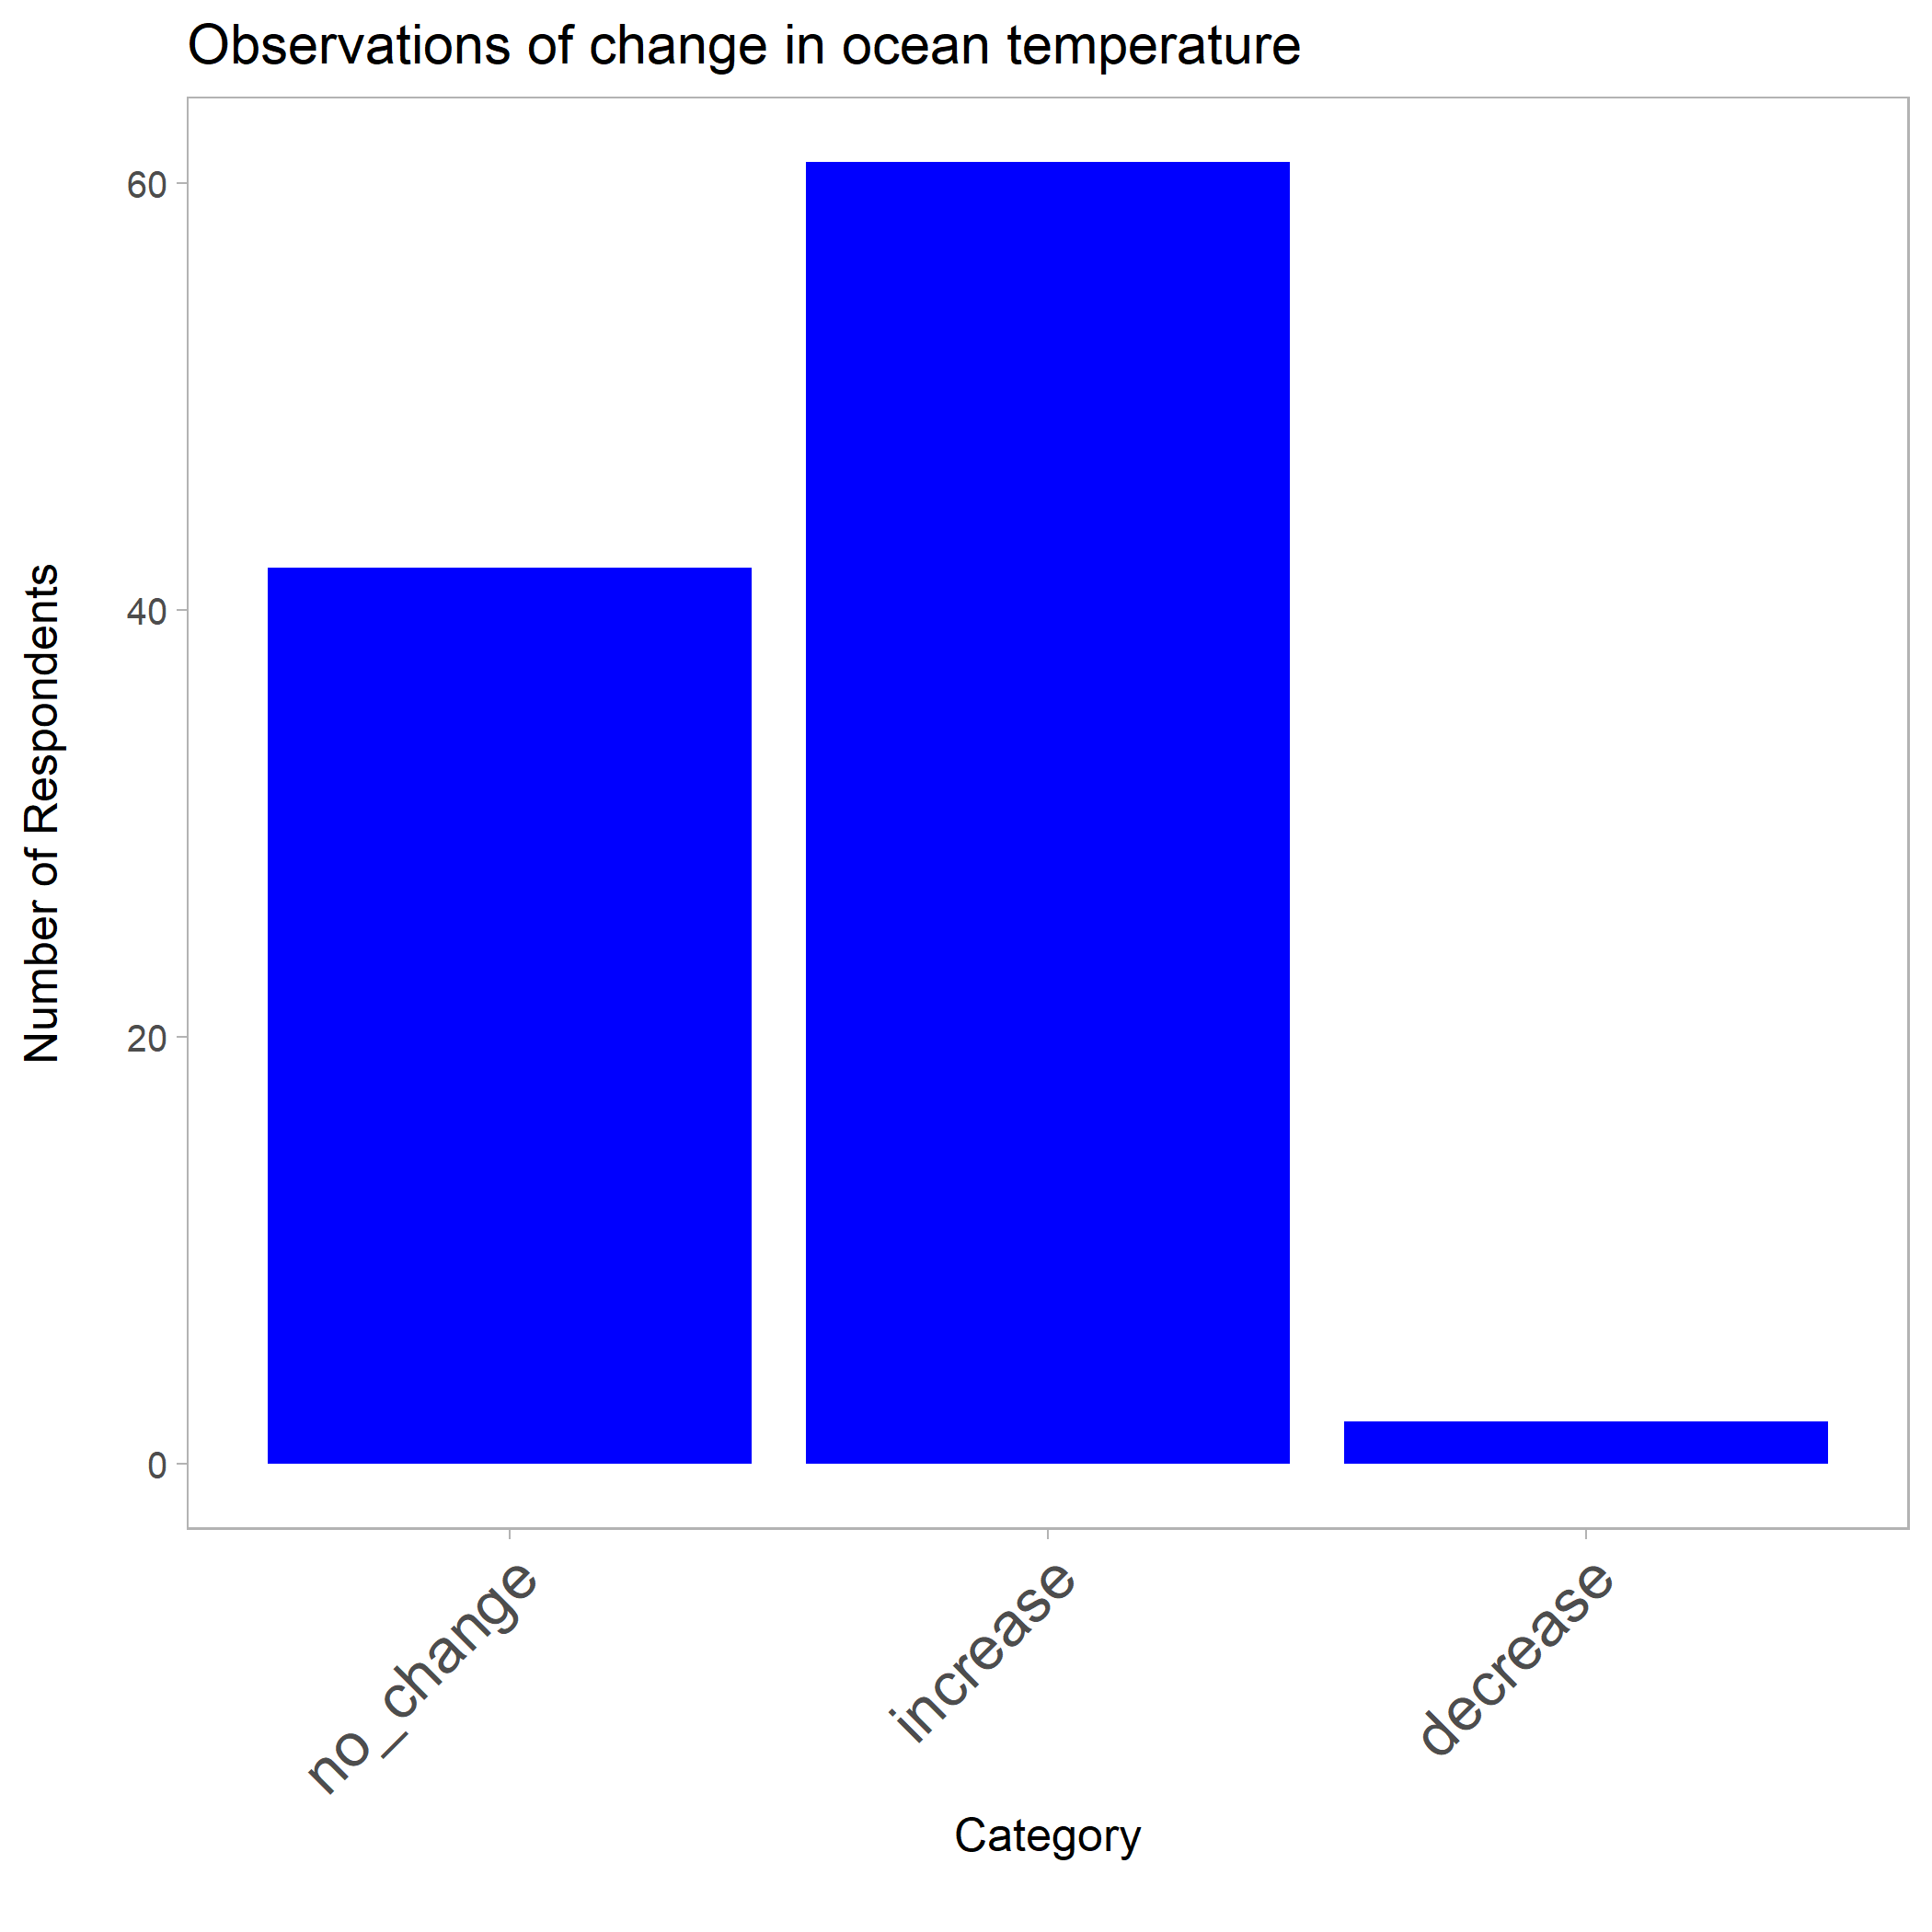 Observations of change in ocean temperature
Number of Respondents
60
40
20
0
no_change
increase
decrease
Category